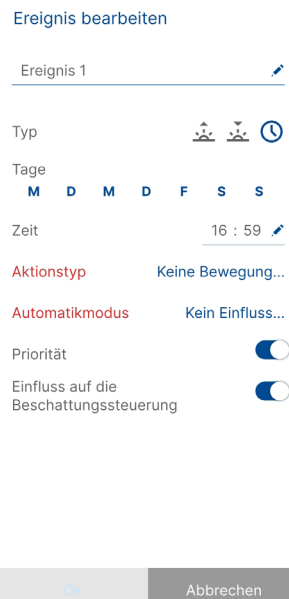 Ereignis bearbeiten
Ereignis 1
Typ
Tage
M D M D F S S
Zeit 16 : 59
Aktionstyp Keine Bewegung...
Automatikmodus Kein Einfluss...
Priorität
Einfluss auf die
Beschattungssteuerung
Ok Abbrechen